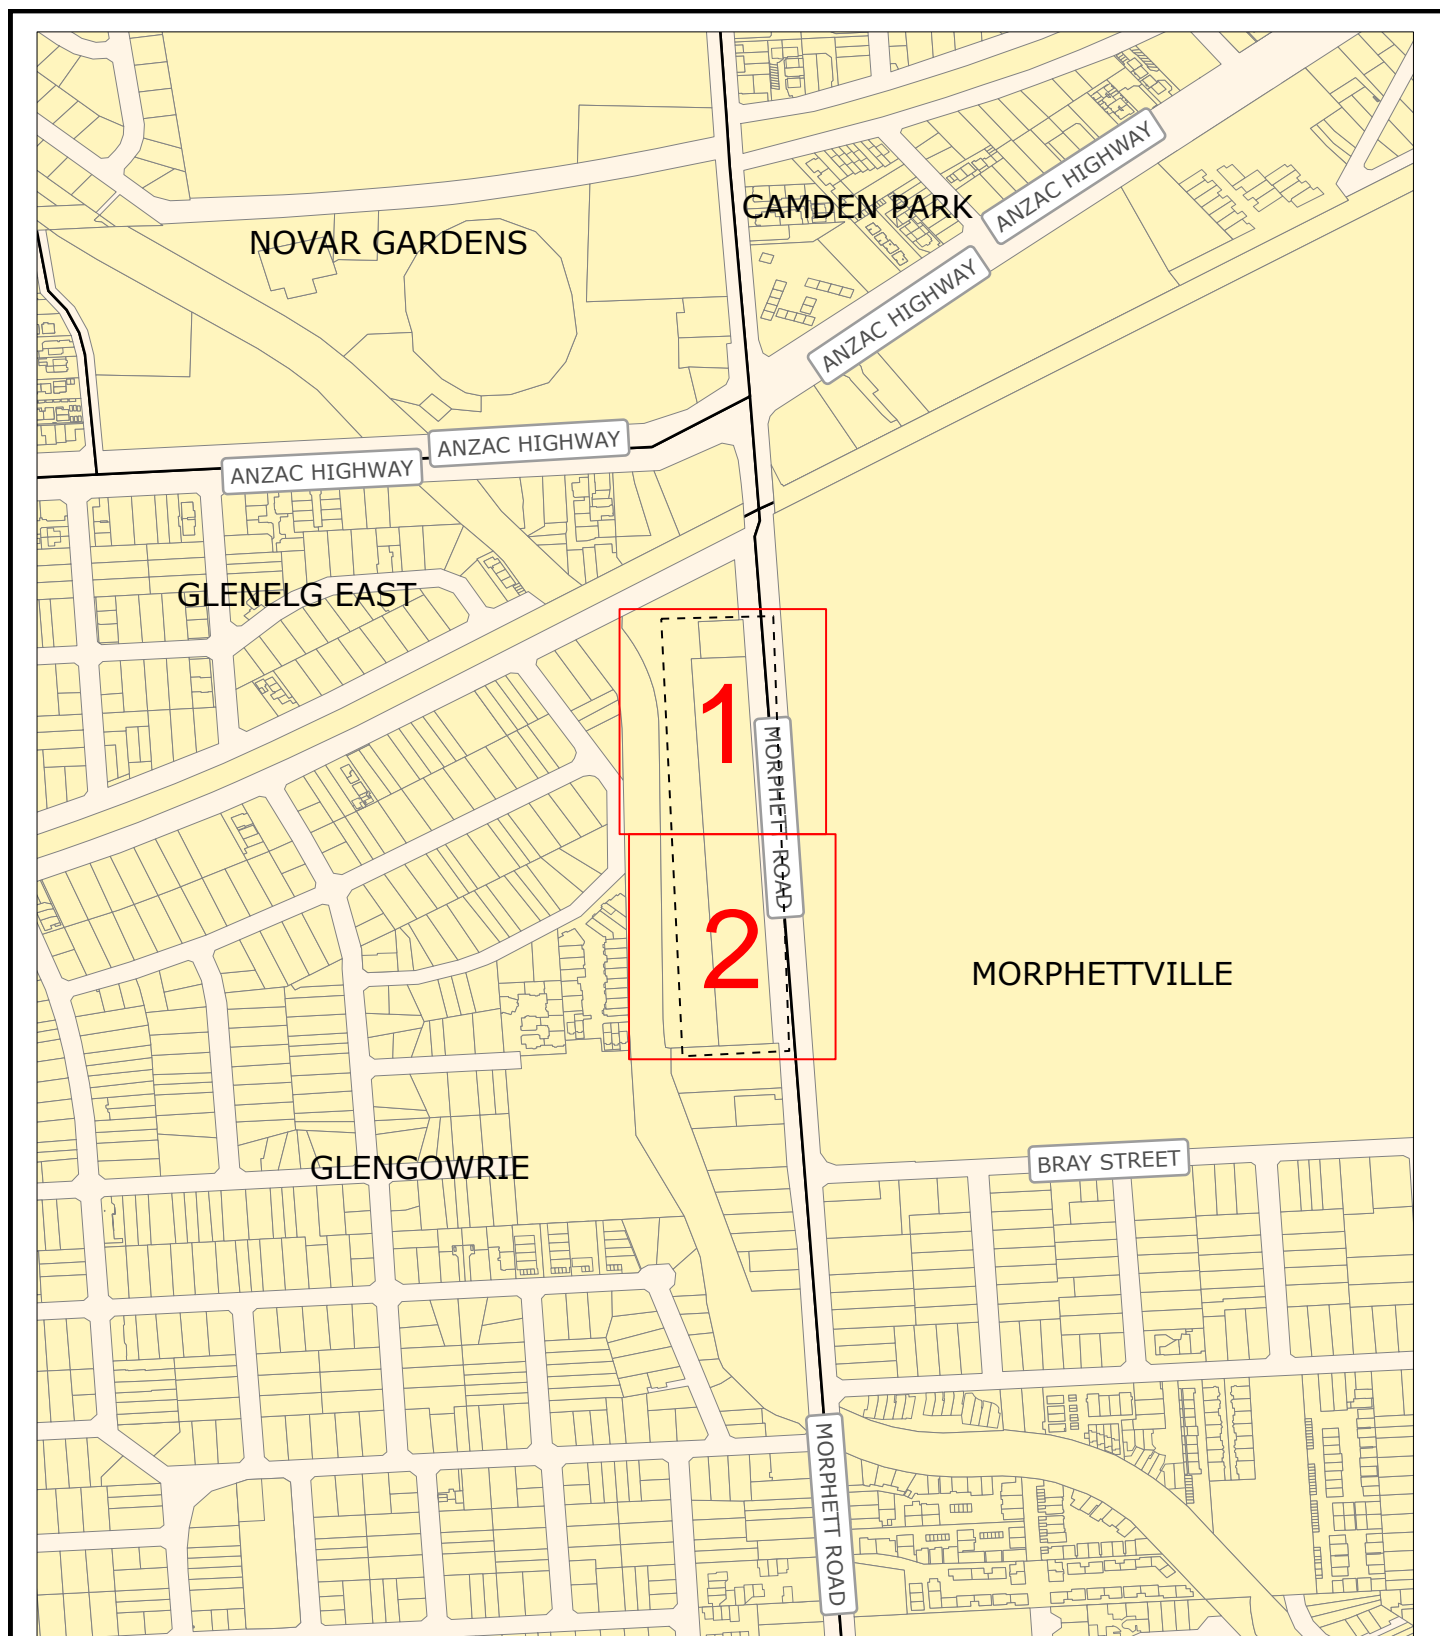 ANZAC HIGHWAY
CAMDEN PARK
NOVAR GARDENS
ANZAC HIGHWAY
ANZAC HIGHWAY
ANZAC HIGHWAY
GLENELG EAST
1
MORPHETT ROAD
2
MORPHETTVILLE
BRAY STREET
GLENGOWRIE
MORPHETT ROAD